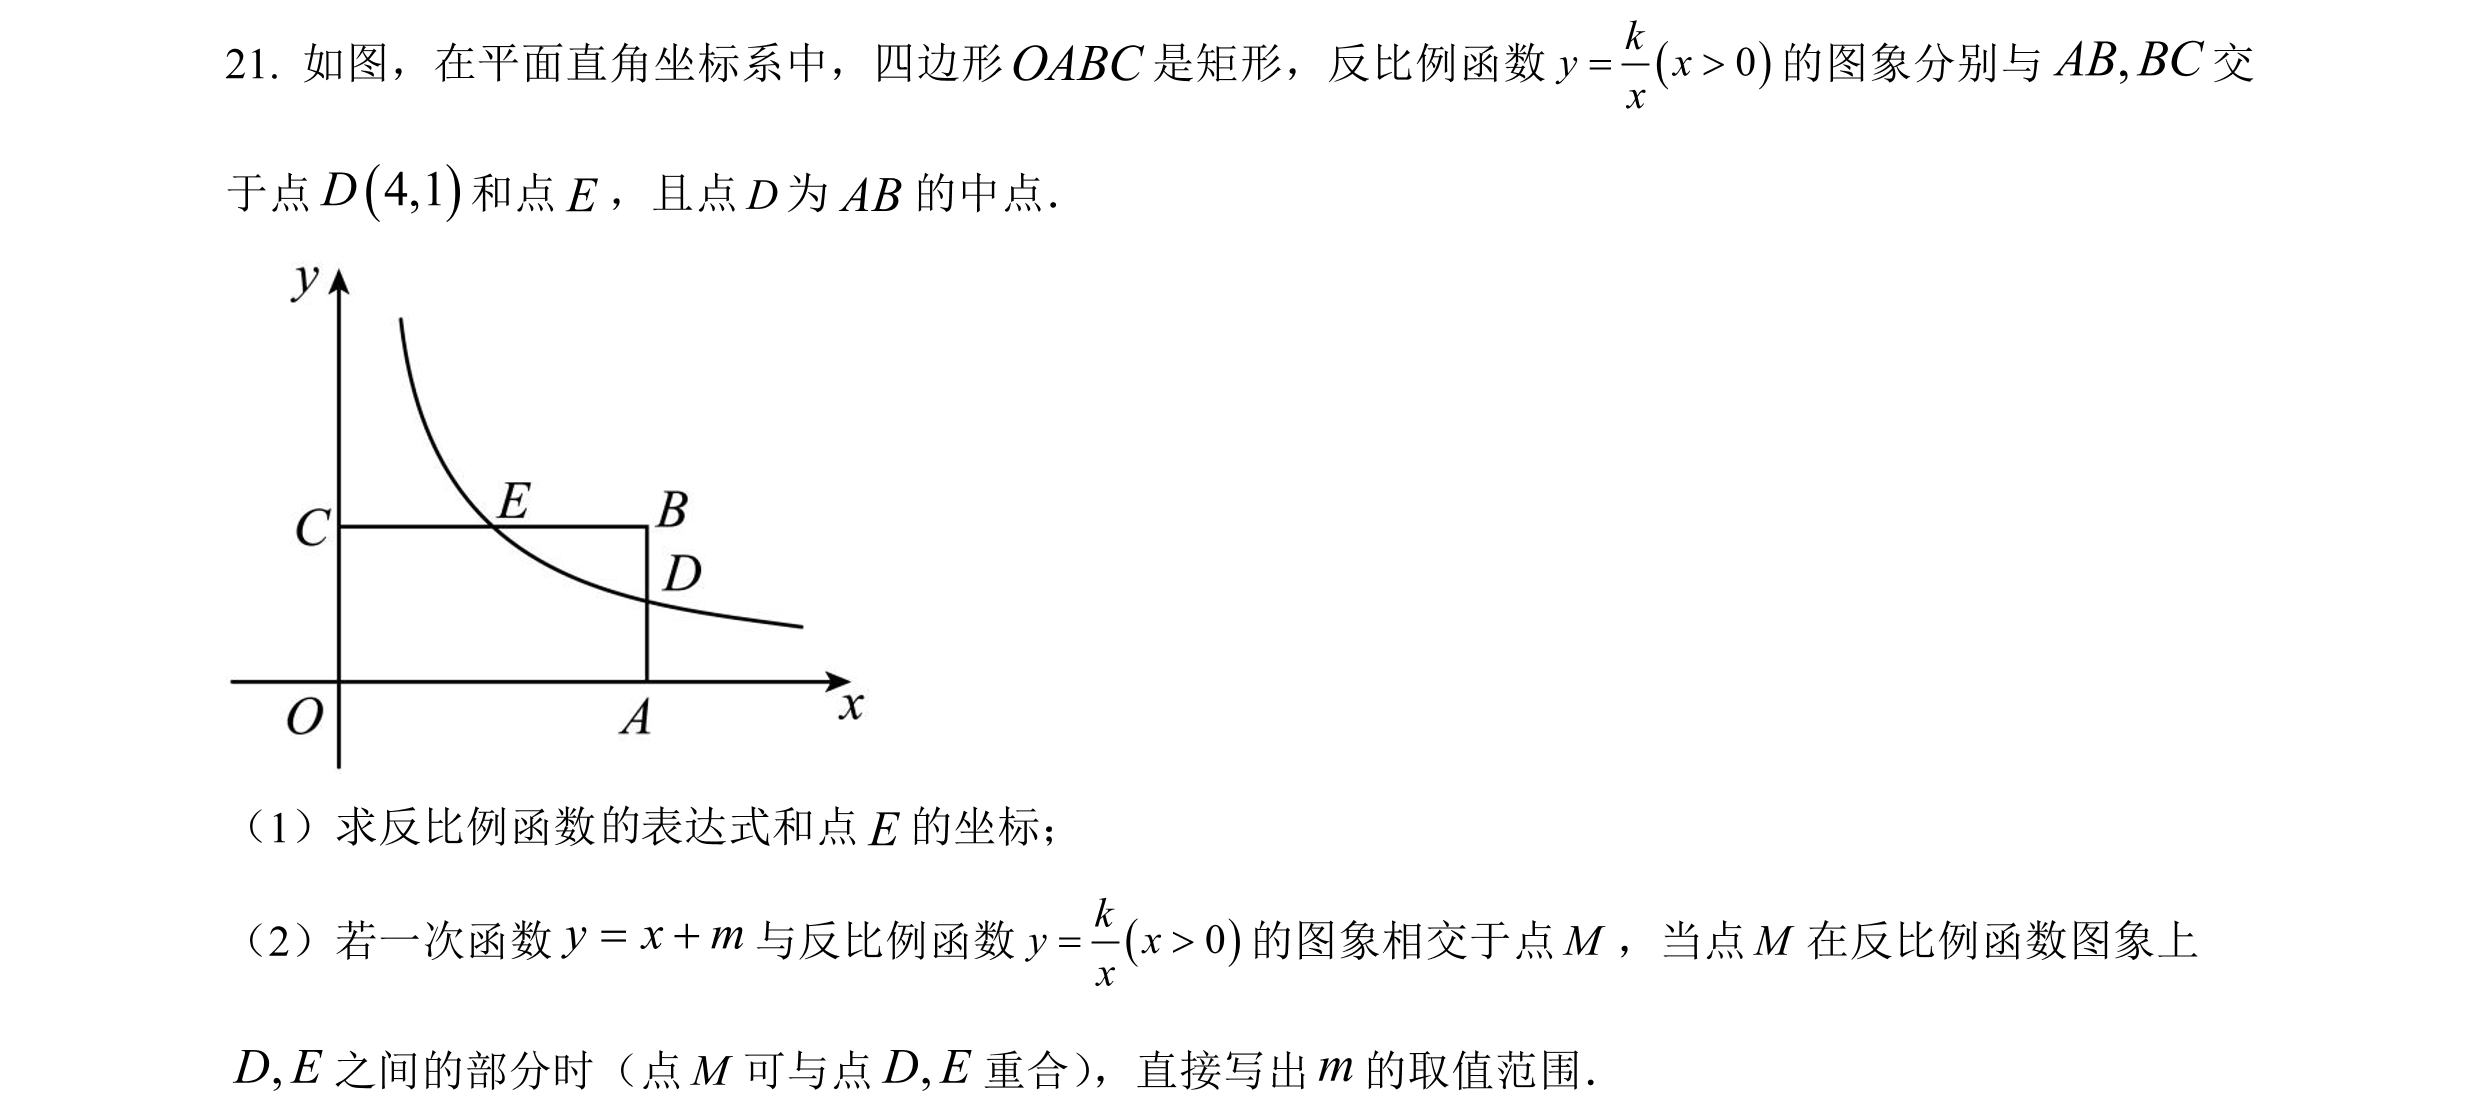 21. 如图，在平面直角坐标系中，四边形 OABC 是矩形，反比例函数 y = k/x (x > 0) 的图象分别与 AB, BC 交
于点 D(4,1) 和点 E，且点 D 为 AB 的中点．
y
E
B
C
D
O
A
x
（1）求反比例函数的表达式和点 E 的坐标；
（2）若一次函数 y = x + m 与反比例函数 y = k/x (x > 0) 的图象相交于点 M，当点 M 在反比例函数图象上
D, E 之间的部分时（点 M 可与点 D, E 重合），直接写出 m 的取值范围．